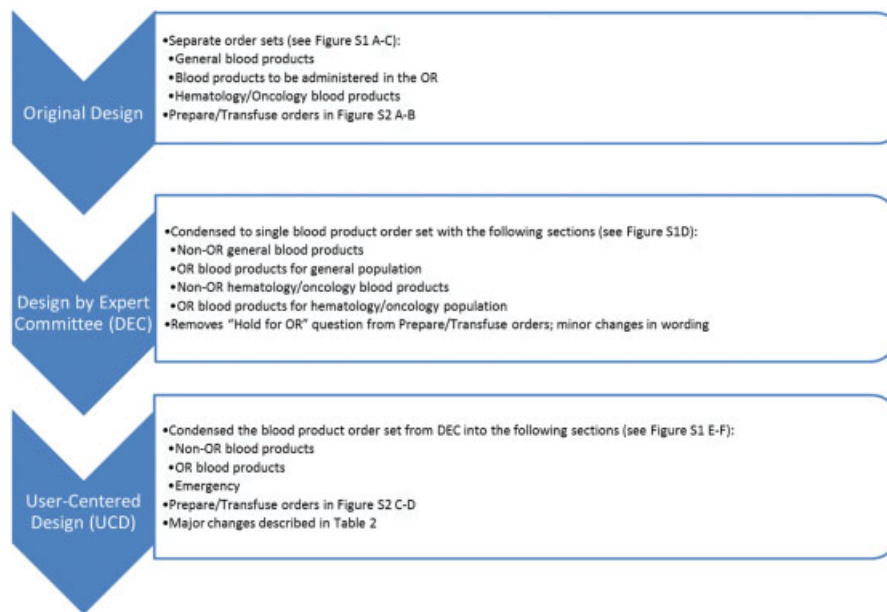 Original Design
•Separate order sets (see Figure S1 A-C):
•General blood products
•Blood products to be administered in the OR
•Hematology/Oncology blood products
•Prepare/Transfuse orders in Figure S2 A-B
Design by Expert
Committee (DEC)
•Condensed to single blood product order set with the following sections (see Figure S1D):
•Non-OR general blood products
•OR blood products for general population
•Non-OR hematology/oncology blood products
•OR blood products for hematology/oncology population
•Removes “Hold for OR” question from Prepare/Transfuse orders; minor changes in wording
User-Centered
Design (UCD)
•Condensed the blood product order set from DEC into the following sections (see Figure S1 E-F):
•Non-OR blood products
•OR blood products
•Emergency
•Prepare/Transfuse orders in Figure S2 C-D
•Major changes described in Table 2